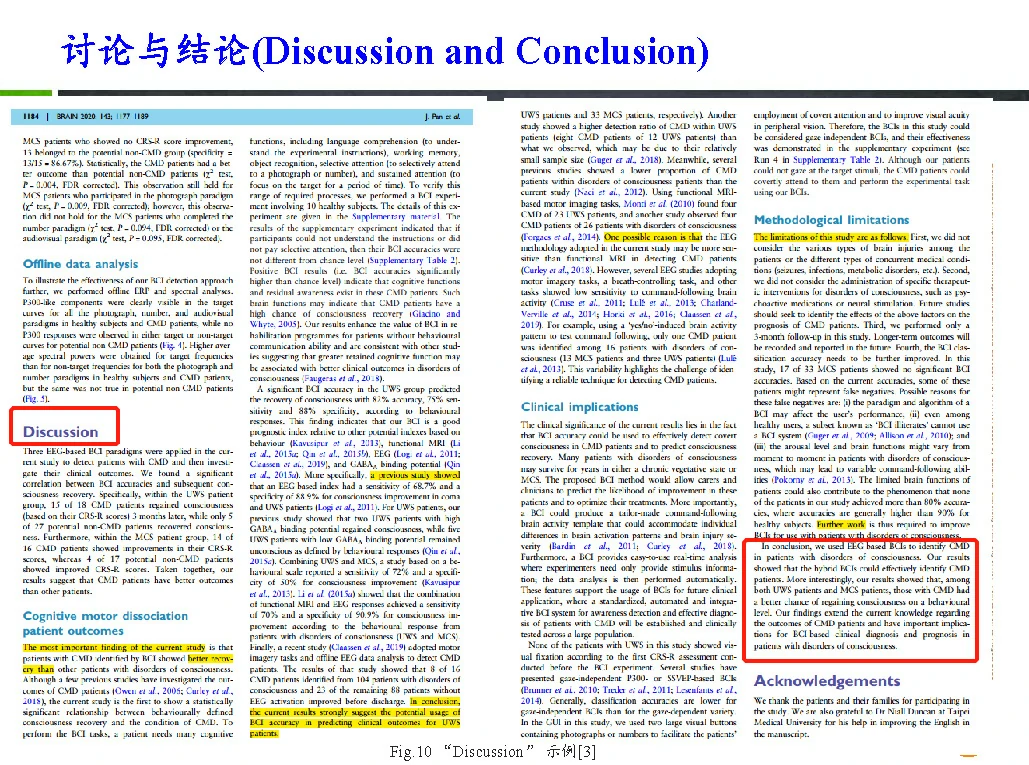 讨论与结论(Discussion and Conclusion)
1184 | BRAIN 2020: 143; 1177–1189
J. Pan et al.
MCS patients who showed no CRS-R score improvement,
13 belonged to the potential non-CMD group (specificity =
13/15 = 86.67%). Statistically, the CMD patients had a bet-
ter outcome than potential non-CMD patients (χ² test,
P = 0.004, FDR corrected). This observation still held for
MCS patients who participated in the photograph paradigm
(χ² test, P = 0.009, FDR corrected); however, this observa-
tion did not hold for the MCS patients who completed the
number paradigm (χ² test, P = 0.094, FDR corrected) or the
audiovisual paradigm (χ² test, P = 0.095, FDR corrected).
Offline data analysis
To illustrate the effectiveness of our BCI detection approach
further, we performed offline ERP and spectral analyses.
P300-like components were clearly visible in the target
curves for all the photograph, number, and audiovisual
paradigms in healthy subjects and CMD patients, while no
P300 responses were observed in either target or non-target
curves for potential non-CMD patients (Fig. 4). Higher aver-
age spectral powers were obtained for target frequencies
than for non-target frequencies for both the photograph and
number paradigms in healthy subjects and CMD patients,
but the same was not true in potential non-CMD patients
(Fig. 5).
Discussion
Three EEG-based BCI paradigms were applied in the cur-
rent study to detect patients with CMD and then investi-
gate their clinical outcomes. We found a significant
correlation between BCI accuracies and subsequent con-
sciousness recovery. Specifically, within the UWS patient
group, 15 of 18 CMD patients regained consciousness
(based on their CRS-R scores) 3 months later, while only 5
of 27 potential non-CMD patients recovered conscious-
ness. Furthermore, within the MCS patient group, 14 of
16 CMD patients showed improvements in their CRS-R
scores, whereas 4 of 17 potential non-CMD patients
showed improved CRS-R scores. Taken together, our
results suggest that CMD patients have better outcomes
than other patients.
Cognitive motor dissociation
patient outcomes
The most important finding of the current study is that
patients with CMD identified by BCI showed better recov-
ery than other patients with disorders of consciousness.
Although a few previous studies have investigated the out-
comes of CMD patients (Owen et al., 2006; Curley et al.,
2018), the current study is the first to show a statistically
significant relationship between behaviourally defined
consciousness recovery and the condition of CMD. To
perform the BCI tasks, a patient needs many cognitive
functions, including language comprehension (to under-
stand the experimental instructions), working memory,
object recognition, selective attention (to selectively attend
to a photograph or number), and sustained attention (to
focus on the target for a period of time). To verify this
range of required processes, we performed a BCI experi-
ment involving 10 healthy subjects. The details of this ex-
periment are given in the Supplementary material. The
results of the supplementary experiment indicated that if
participants could not understand the instructions or did
not pay selective attention, then their BCI accuracies were
not different from chance level (Supplementary Table 2).
Positive BCI results (i.e. BCI accuracies significantly
higher than chance level) indicate that cognitive functions
and residual awareness exist in these CMD patients. Such
brain functions may indicate that CMD patients have a
high chance of consciousness recovery (Giacino and
Whyte, 2005). Our results enhance the value of BCI in re-
habilitation programmes for patients without behavioural
communication ability and are consistent with other stud-
ies suggesting that greater retained cognitive function may
be associated with better clinical outcomes in disorders of
consciousness (Faugeras et al., 2018).
A significant BCI accuracy in the UWS group predicted
the recovery of consciousness with 82% accuracy, 75% sen-
sitivity and 88% specificity, according to behavioural
responses. This finding indicates that our BCI is a good
prognostic index relative to other potential indexes based on
behaviour (Kavusipur et al., 2013), functional MRI (Li
et al., 2015a; Qin et al., 2015b), EEG (Logi et al., 2011;
Claassen et al., 2019), and GABAA binding potential (Qin
et al., 2015a). More specifically, a previous study showed
that an EEG-based index had a sensitivity of 68.7% and a
specificity of 88.9% for consciousness improvement in coma
and UWS patients (Logi et al., 2011). For UWS patients, our
previous study showed that two UWS patients with high
GABAA binding potential regained consciousness, while five
UWS patients with low GABAA binding potential remained
unconscious as defined by behavioural responses (Qin et al.,
2015a). Combining UWS and MCS, a study based on a be-
havioural scale reported a sensitivity of 72% and a specifi-
city of 50% for consciousness improvement (Kavusipur
et al., 2013). Li et al. (2015a) showed that the combination
of functional MRI and EEG responses achieved a sensitivity
of 70% and a specificity of 90.9% for consciousness im-
provement according to the behavioural response from
patients with disorders of consciousness (UWS and MCS).
Finally, a recent study (Claassen et al., 2019) adopted motor
imagery tasks and offline EEG data analysis to detect CMD
patients. The results of that study showed that 8 of 16
CMD patients identified from 104 patients with disorders of
consciousness and 23 of the remaining 88 patients without
EEG activation improved before discharge. In conclusion,
the current results strongly suggest the potential usage of
BCI accuracy in predicting clinical outcomes for UWS
patients.
UWS patients and 33 MCS patients, respectively). Another
study showed a higher detection ratio of CMD within UWS
patients (eight CMD patients of 12 UWS patients) than
what we observed, which may be due to their relatively
small sample size (Guger et al., 2018). Meanwhile, several
previous studies showed a lower proportion of CMD
patients within disorders of consciousness patients than the
current study (Naci et al., 2012). Using functional MRI-
based motor imaging tasks, Monti et al. (2010) found four
CMD of 23 UWS patients, and another study observed four
CMD patients of 26 patients with disorders of consciousness
(Forgacs et al., 2014). One possible reason is that the EEG
methodology adopted in the current study may be more sen-
sitive than functional MRI in detecting CMD patients
(Curley et al., 2018). However, several EEG studies adopting
motor imagery tasks, a breath-controlling task, and other
tasks showed low sensitivity to command-following brain
activity (Cruse et al., 2011; Lulé et al., 2013; Charland-
Verville et al., 2014; Horki et al., 2016; Claassen et al.,
2019). For example, using a 'yes/no'-induced brain activity
pattern to test command following, only one CMD patient
was identified among 16 patients with disorders of con-
sciousness (13 MCS patients and three UWS patients) (Lulé
et al., 2013). This variability highlights the challenge of iden-
tifying a reliable technique for detecting CMD patients.
Clinical implications
The clinical significance of the current results lies in the fact
that BCI accuracy could be used to effectively detect covert
consciousness in CMD patients and to predict consciousness
recovery. Many patients with disorders of consciousness
may survive for years in either a chronic vegetative state or
MCS. The proposed BCI method would allow carers and
clinicians to predict the likelihood of improvement in these
patients and to optimize their treatments. More importantly,
a BCI could produce a tailor-made command-following
brain activity template that could accommodate individual
differences in brain activation patterns and brain injury se-
verity (Bardin et al., 2011; Curley et al., 2018).
Furthermore, a BCI provides ease of use: real-time analysis
where experimenters need only provide stimulus informa-
tion, the data analysis is then performed automatically.
These features support the usage of BCIs for future clinical
application, where a standardized, automated and integra-
tive BCI system for awareness detection and effective diagno-
sis of patients with CMD will be established and clinically
tested across a large population.
None of the patients with UWS in this study showed vis-
ual fixation according to the first CRS-R assessment con-
ducted before the BCI experiment. Several studies have
presented gaze-independent P300- or SSVEP-based BCIs
(Brunner et al., 2010; Treder et al., 2011; Lesenfants et al.,
2014). Generally, classification accuracies are lower for
gaze-independent BCIs than for the gaze-dependent variety.
In the GUI in this study, we used two large visual buttons
containing photographs or numbers to facilitate the patients'
employment of covert attention and to improve visual acuity
in peripheral vision. Therefore, the BCIs in this study could
be considered gaze independent BCIs, and their effectiveness
was demonstrated in the supplementary experiment (see
Run 4 in Supplementary Table 2). Although our patients
could not gaze at the target stimuli, the CMD patients could
covertly attend to them and perform the experimental task
using our BCIs.
Methodological limitations
The limitations of this study are as follows. First, we did not
consider the various types of brain injuries among the
patients or the different types of concurrent medical condi-
tions (seizures, infections, metabolic disorders, etc.). Second,
we did not consider the administration of specific therapeut-
ic interventions for disorders of consciousness, such as psy-
choactive medications or neural stimulation. Future studies
should seek to identify the effects of the above factors on the
prognosis of CMD patients. Third, we performed only a
3-month follow-up in this study. Longer-term outcomes will
be recorded and reported in the future. Fourth, the BCI clas-
sification accuracy needs to be further improved. In this
study, 17 of 33 MCS patients showed no significant BCI
accuracies. Based on the current accuracies, some of these
patients might represent false negatives. Possible reasons for
these false negatives are: (i) the paradigm and algorithm of a
BCI may affect the user's performance, (ii) even among
healthy users, a subset known as 'BCI illiterates' cannot use
a BCI system (Guger et al., 2009; Allison et al., 2010); and
(iii) the arousal level and brain functions might vary from
moment to moment in patients with disorders of conscious-
ness, which may lead to variable command-following abil-
ities (Pokorny et al., 2013). The limited brain functions of
patients could also contribute to the phenomenon that none
of the patients in our study achieved more than 80% accura-
cies, where accuracies are generally higher than 90% for
healthy subjects. Further work is thus required to improve
BCIs for use with patients with disorders of consciousness.
In conclusion, we used EEG-based BCIs to identify CMD
in patients with disorders of consciousness. Our results
showed that the hybrid BCIs could effectively identify CMD
patients. More interestingly, our results showed that, among
both UWS patients and MCS patients, those with CMD had
a better chance of regaining consciousness on a behavioural
level. Our findings extend the current knowledge regarding
the outcomes of CMD patients and have important implica-
tions for BCI-based clinical diagnosis and prognosis in
patients with disorders of consciousness.
Acknowledgements
We thank the patients and their families for participating in
the study. We are also grateful to Dr Niall Duncan at Taipei
Medical University for his help in improving the English in
the manuscript.
Fig.10 “Discussion” 示例[3]